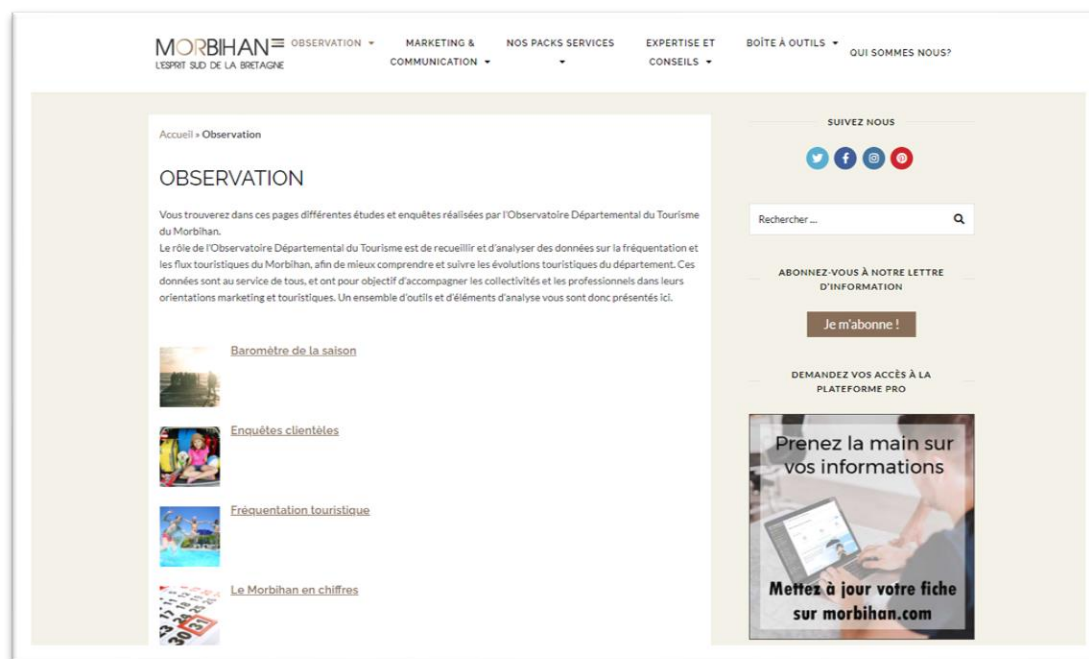 MORBIHAN
L'ESPRIT SUD DE LA BRETAGNE
OBSERVATION
MARKETING &
COMMUNICATION
NOS PACKS SERVICES
EXPERTISE ET
CONSEILS
BOÎTE À OUTILS
QUI SOMMES NOUS?
Accueil » Observation
OBSERVATION
Vous trouverez dans ces pages différentes études et enquêtes réalisées par l'Observatoire Départemental du Tourisme
du Morbihan.
Le rôle de l'Observatoire Départemental du Tourisme est de recueillir et d'analyser des données sur la fréquentation et
les flux touristiques du Morbihan, afin de mieux comprendre et suivre les évolutions touristiques du département. Ces
données sont au service de tous, et ont pour objectif d'accompagner les collectivités et les professionnels dans leurs
orientations marketing et touristiques. Un ensemble d'outils et d'éléments d'analyse vous sont donc présentés ici.
Baromètre de la saison
Enquêtes clientèles
Fréquentation touristique
Le Morbihan en chiffres
SUIVEZ NOUS
Rechercher ...
ABONNEZ-VOUS À NOTRE LETTRE
D'INFORMATION
Je m'abonne !
DEMANDEZ VOS ACCÈS À LA
PLATEFORME PRO
Prenez la main sur
vos informations
Mettez à jour votre fiche
sur morbihan.com